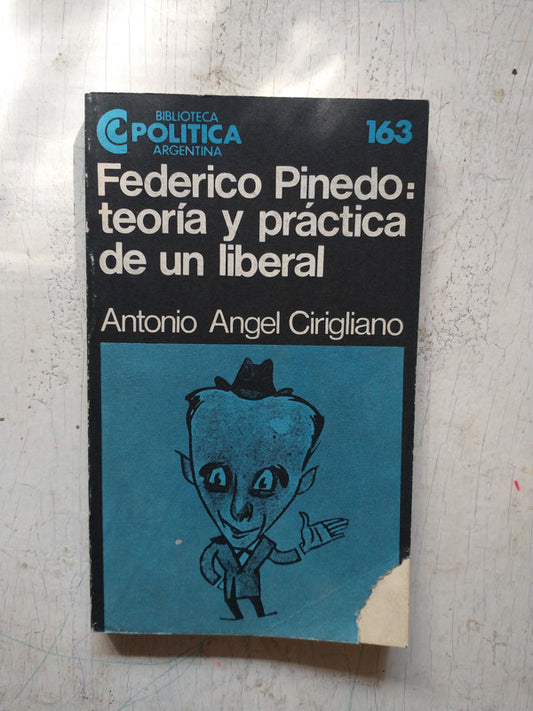 BIBLIOTECA
POLITICA
ARGENTINA
163
Federico Pinedo:
teoría y práctica
de un liberal
Antonio Angel Cirigliano